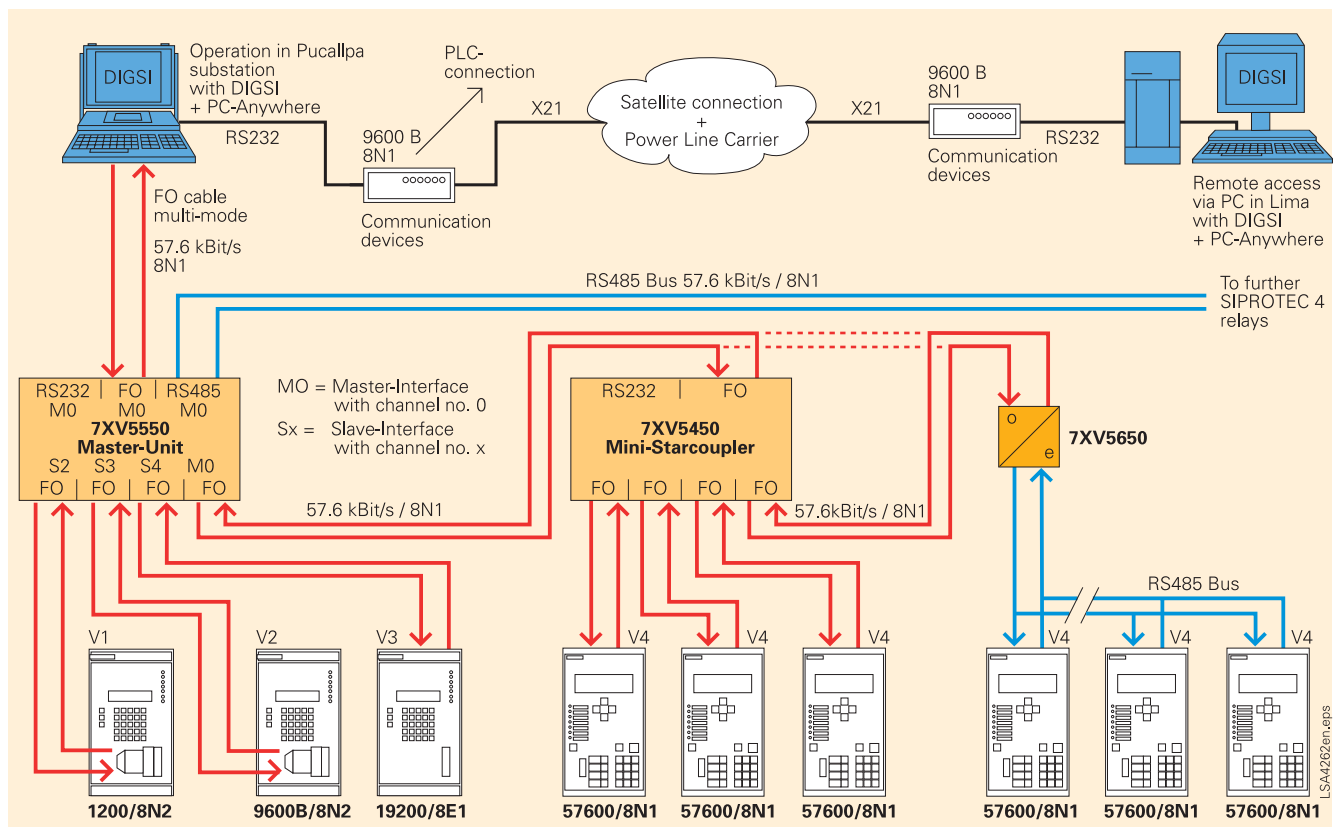 DIGSI
Operation in Pucallpa
substation
with DIGSI
+ PC-Anywhere
RS232
PLC-
connection
9600 B
8N1
X21
Communication
devices
Satellite connection
+
Power Line Carrier
X21
9600 B
8N1
RS232
Communication
devices
DIGSI
Remote access
via PC in Lima
with DIGSI
+ PC-Anywhere
FO cable
multi-mode
57.6 kBit/s
8N1
RS485 Bus 57.6 kBit/s / 8N1
To further
SIPROTEC 4
relays
RS232 FO RS485
M0 M0 M0
7XV5550
Master-Unit
S2 S3 S4 M0
FO FO FO FO
MO = Master-Interface
with channel no. 0
Sx = Slave-Interface
with channel no. x
RS232 FO
7XV5450
Mini-Starcoupler
FO FO FO FO
o
e
7XV5650
57.6 kBit/s / 8N1
57.6kBit/s / 8N1
RS485 Bus
V1
V2
V3
V4
V4
V4
V4
V4
V4
1200/8N2
9600B/8N2
19200/8E1
57600/8N1
57600/8N1
57600/8N1
57600/8N1
57600/8N1
57600/8N1
LSA4262en.eps